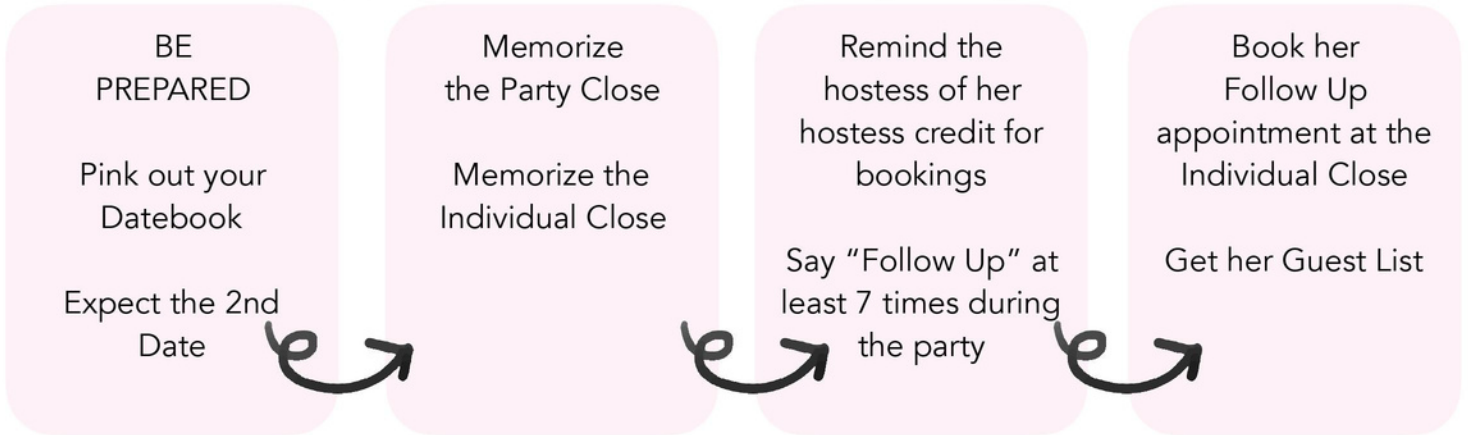 BE
PREPARED
Pink out your
Datebook
Expect the 2nd
Date
Memorize
the Party Close
Memorize the
Individual Close
Remind the
hostess of her
hostess credit for
bookings
Say “Follow Up” at
least 7 times during
the party
Book her
Follow Up
appointment at the
Individual Close
Get her Guest List